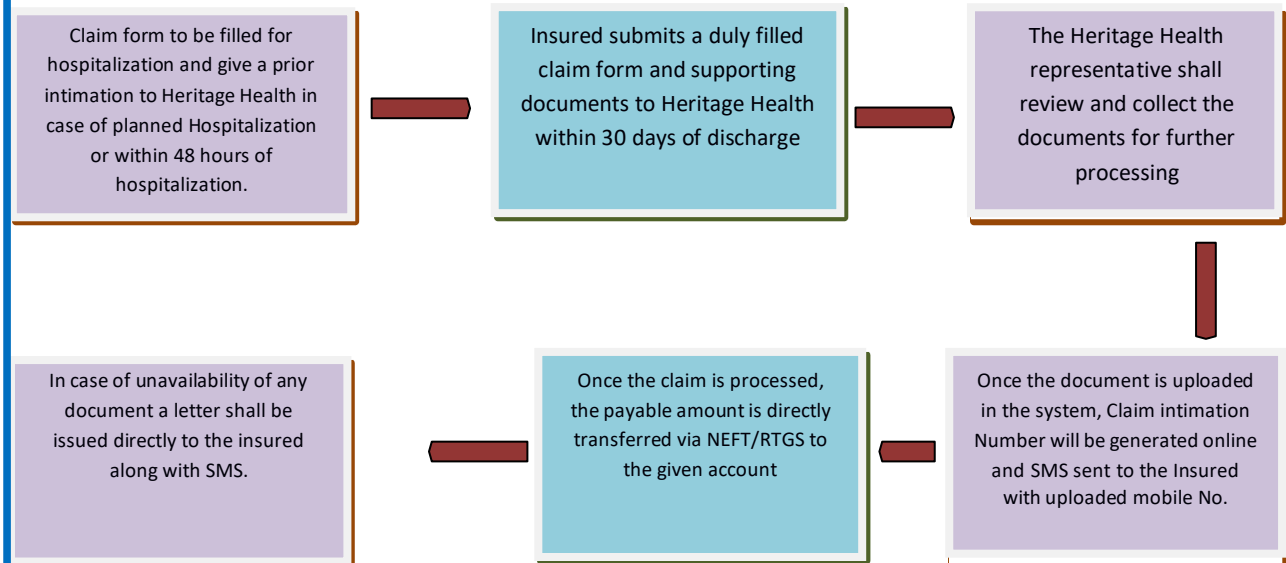 Claim form to be filled for
hospitalization and give a prior
intimation to Heritage Health in
case of planned Hospitalization
or within 48 hours of
hospitalization.
Insured submits a duly filled
claim form and supporting
documents to Heritage Health
within 30 days of discharge
The Heritage Health
representative shall
review and collect the
documents for further
processing
Once the document is uploaded
in the system, Claim intimation
Number will be generated online
and SMS sent to the Insured
with uploaded mobile No.
Once the claim is processed,
the payable amount is directly
transferred via NEFT/RTGS to
the given account
In case of unavailability of any
document a letter shall be
issued directly to the insured
along with SMS.